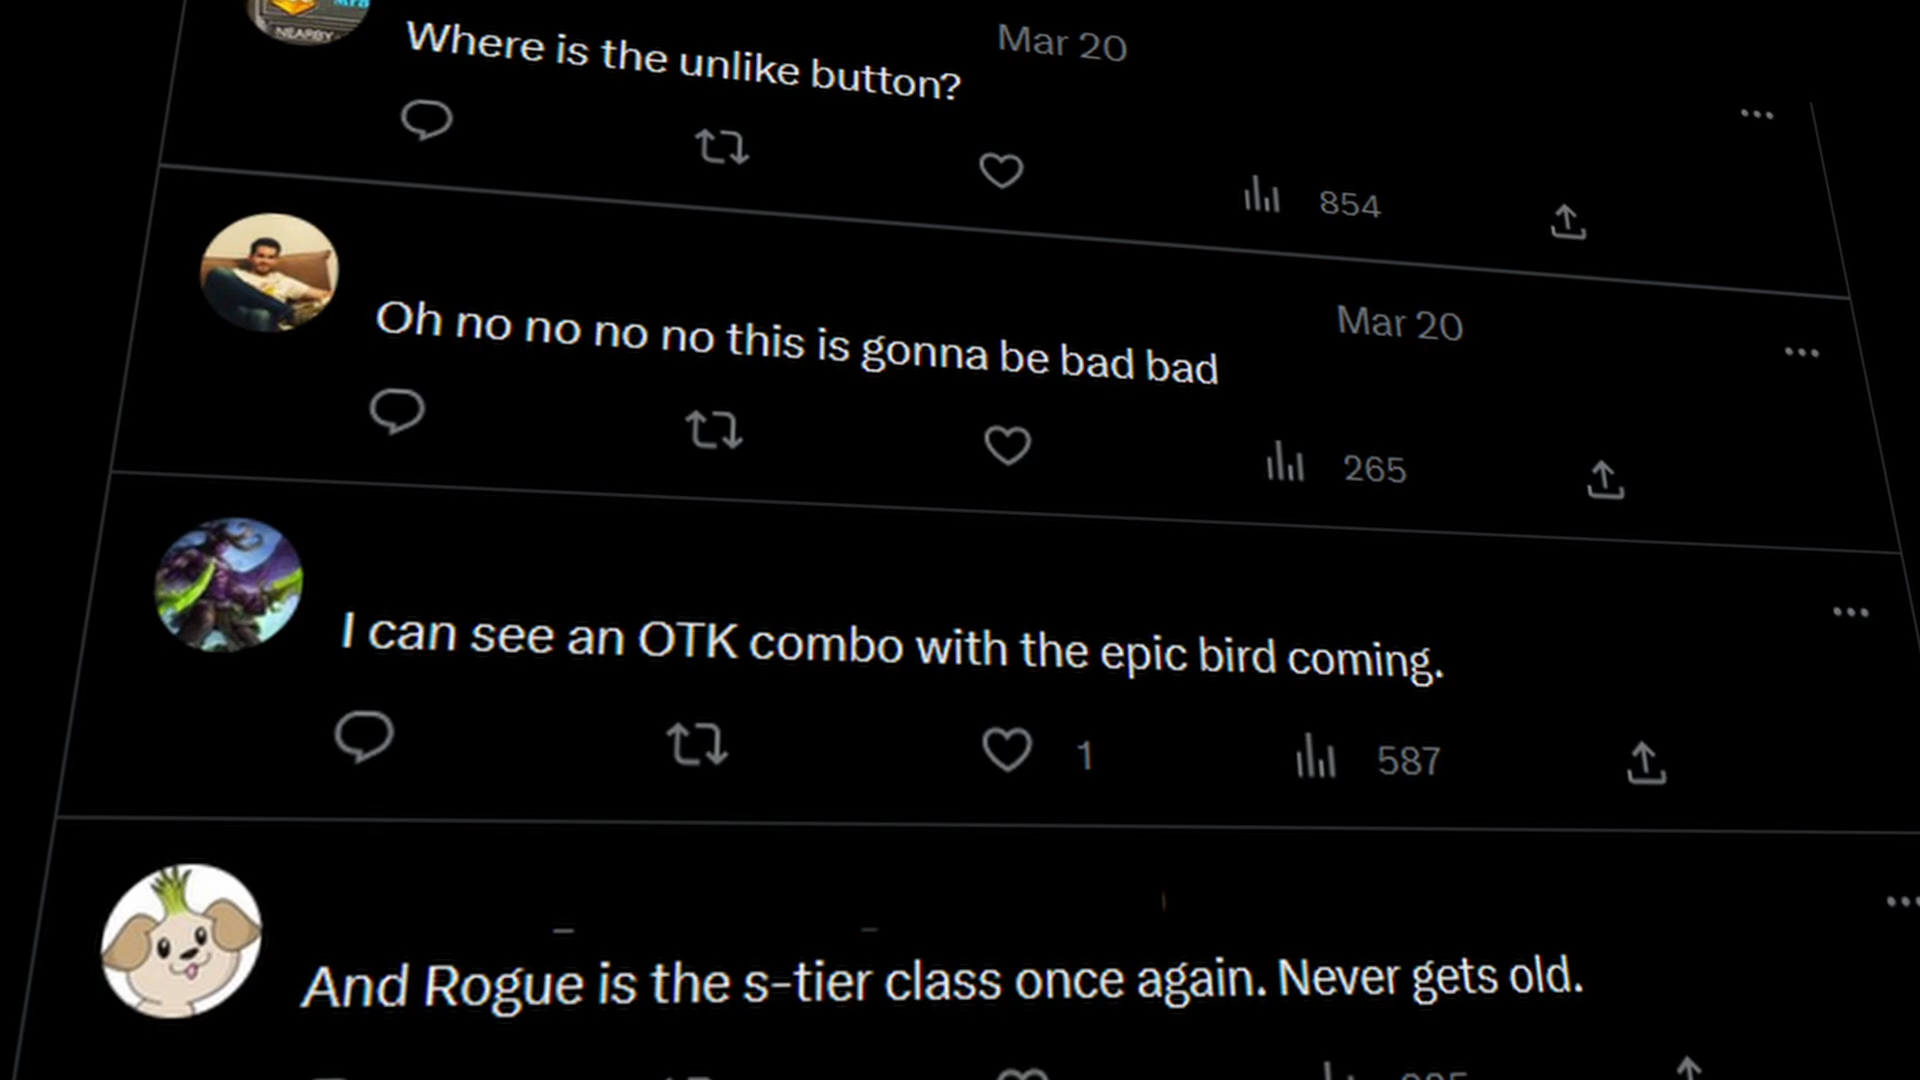 NEARBY
Where is the unlike button?
Mar 20
854
Oh no no no no this is gonna be bad bad
Mar 20
265
I can see an OTK combo with the epic bird coming.
1
587
And Rogue is the s-tier class once again. Never gets old.